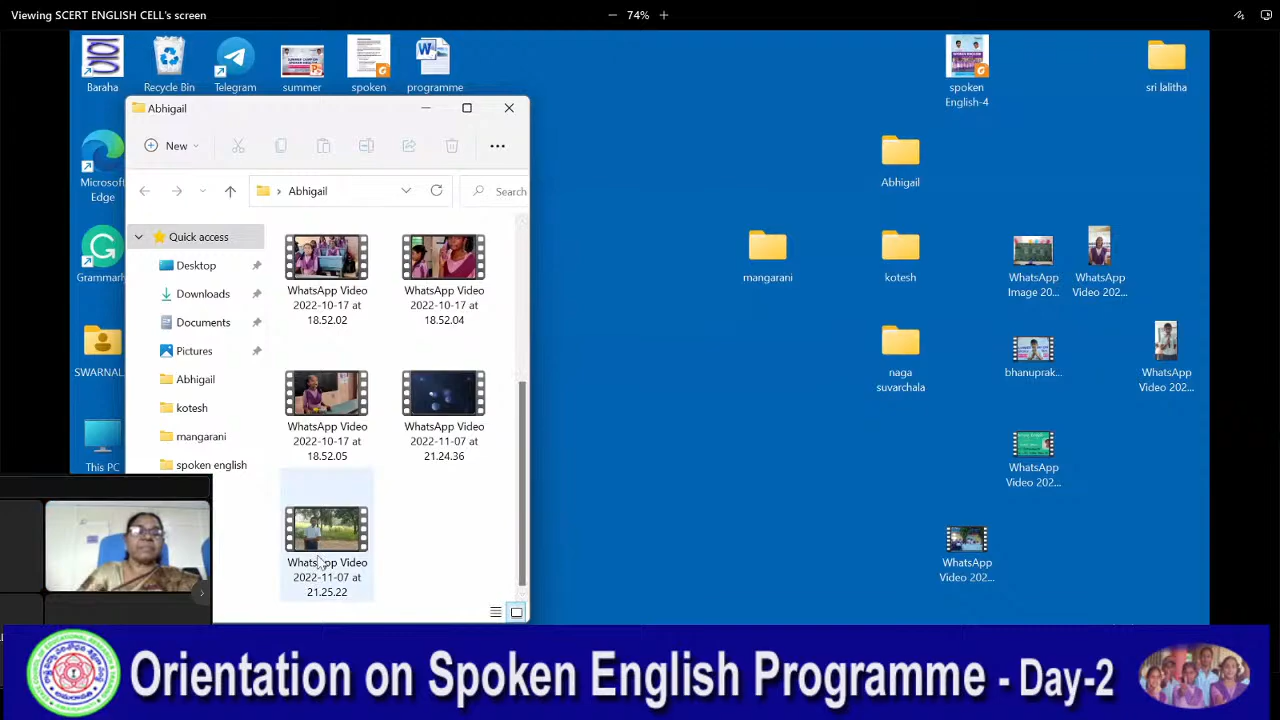 Viewing SCERT ENGLISH CELL's screen
74%
Baraha
Recycle Bin
Telegram
summer
spoken
programme
spoken
English-4
sri lalitha
Abhigail
New
Abhigail
Search
Microsoft
Edge
Abhigail
Quick access
Desktop
Downloads
Documents
Pictures
Abhigail
kotesh
mangarani
spoken english
Grammarly
SWARNAL...
This PC
WhatsApp Video
2022-10-17 at
18.52.02
WhatsApp Video
2022-10-17 at
18.52.04
WhatsApp Video
2022-10-17 at
18.52.05
WhatsApp Video
2022-11-07 at
21.24.36
WhatsApp Video
2022-11-07 at
21.25.22
mangarani
kotesh
WhatsApp
Image 20...
WhatsApp
Video 202...
naga
suvarchala
bhanuprak...
WhatsApp
Video 202...
WhatsApp
Video 202...
WhatsApp
Video 202...
Orientation on Spoken English Programme - Day-2